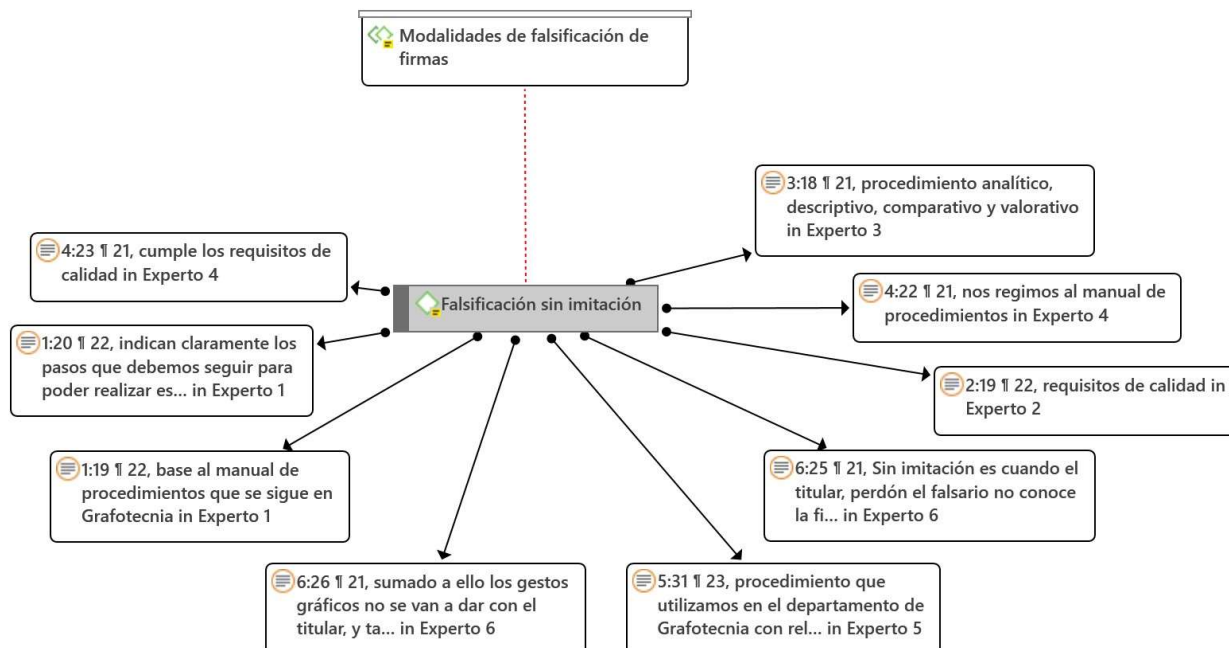 Modalidades de falsificación de
firmas
3:18 ¶ 21, procedimiento analítico,
descriptivo, comparativo y valorativo
in Experto 3
4:23 ¶ 21, cumple los requisitos de
calidad in Experto 4
Falsificación sin imitación
4:22 ¶ 21, nos regimos al manual de
procedimientos in Experto 4
1:20 ¶ 22, indican claramente los
pasos que debemos seguir para
poder realizar es... in Experto 1
2:19 ¶ 22, requisitos de calidad in
Experto 2
1:19 ¶ 22, base al manual de
procedimientos que se sigue en
Grafotecnia in Experto 1
6:25 ¶ 21, Sin imitación es cuando el
titular, perdón el falsario no conoce
la fi... in Experto 6
6:26 ¶ 21, sumado a ello los gestos
gráficos no se van a dar con el
titular, y ta... in Experto 6
5:31 ¶ 23, procedimiento que
utilizamos en el departamento de
Grafotecnia con rel... in Experto 5